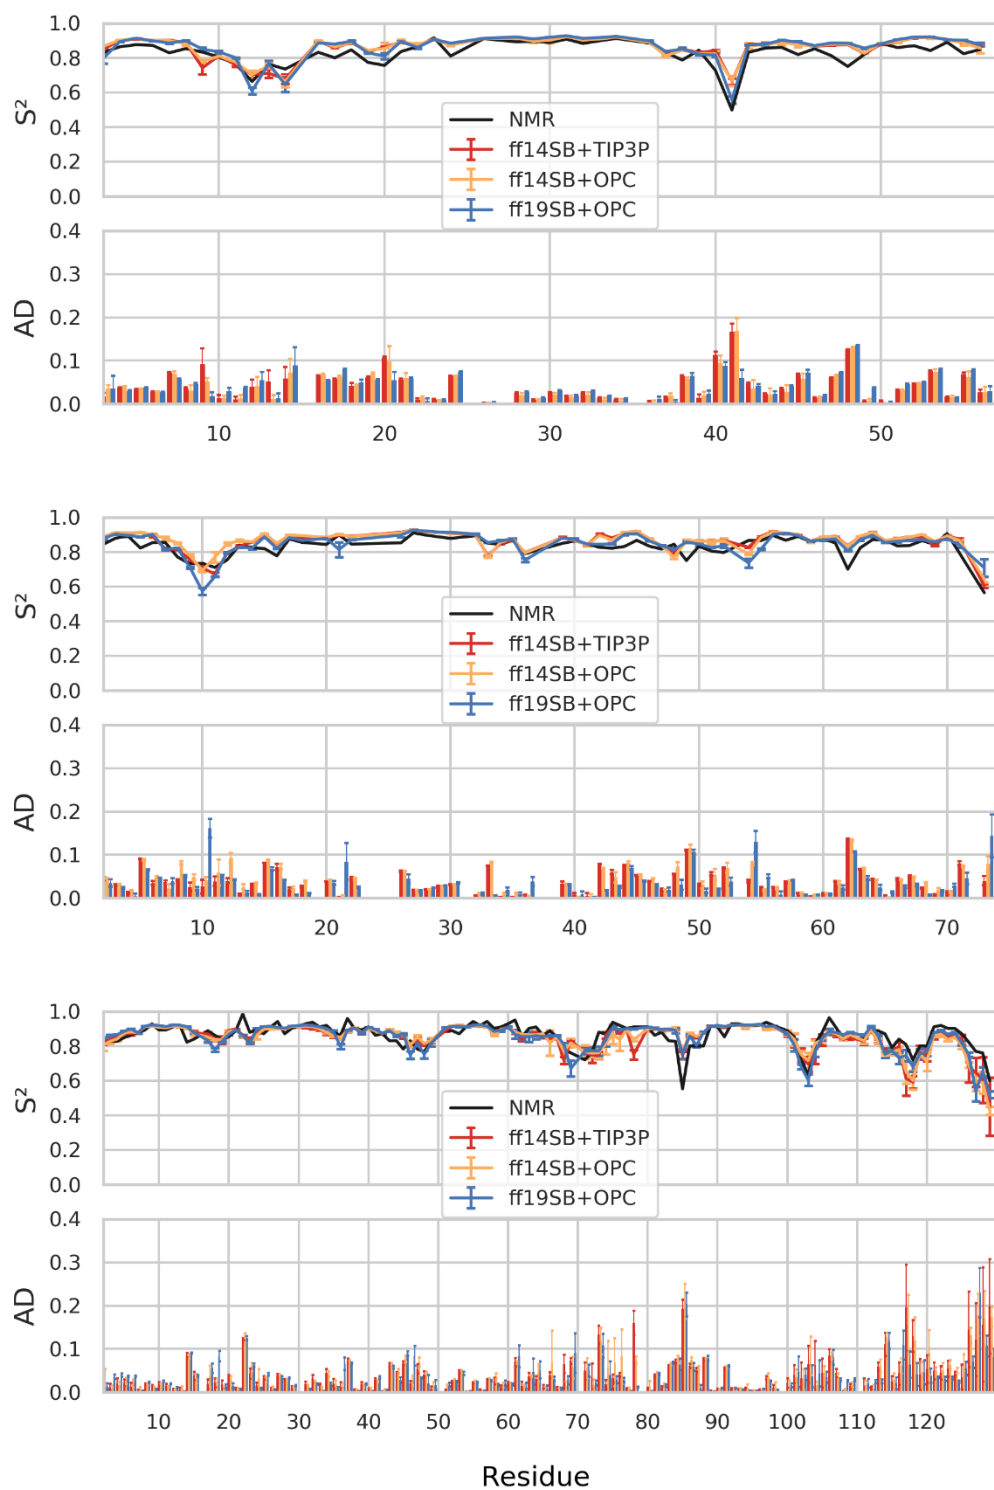 1.0
0.8
0.6
0.4
0.2
0.0
S²
NMR
ff14SB+TIP3P
ff14SB+OPC
ff19SB+OPC
0.4
0.3
0.2
0.1
0.0
AD
10 20 30 40 50
1.0
0.8
0.6
0.4
0.2
0.0
S²
NMR
ff14SB+TIP3P
ff14SB+OPC
ff19SB+OPC
0.4
0.3
0.2
0.1
0.0
AD
10 20 30 40 50 60 70
1.0
0.8
0.6
0.4
0.2
0.0
S²
NMR
ff14SB+TIP3P
ff14SB+OPC
ff19SB+OPC
0.4
0.3
0.2
0.1
0.0
AD
10 20 30 40 50 60 70 80 90 100 110 120
Residue